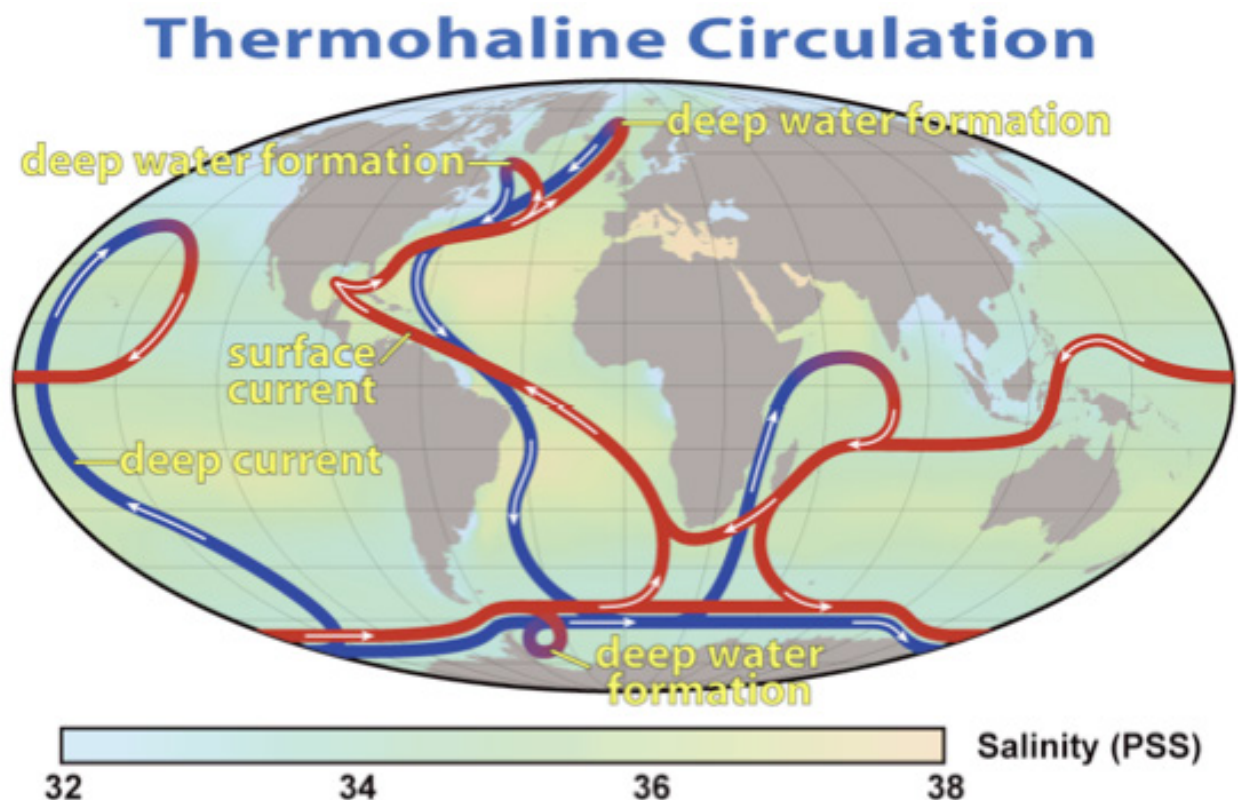 Thermohaline Circulation
deep water formation
deep water formation
surface
current
deep current
deep water
formation
Salinity (PSS)
32 34 36 38